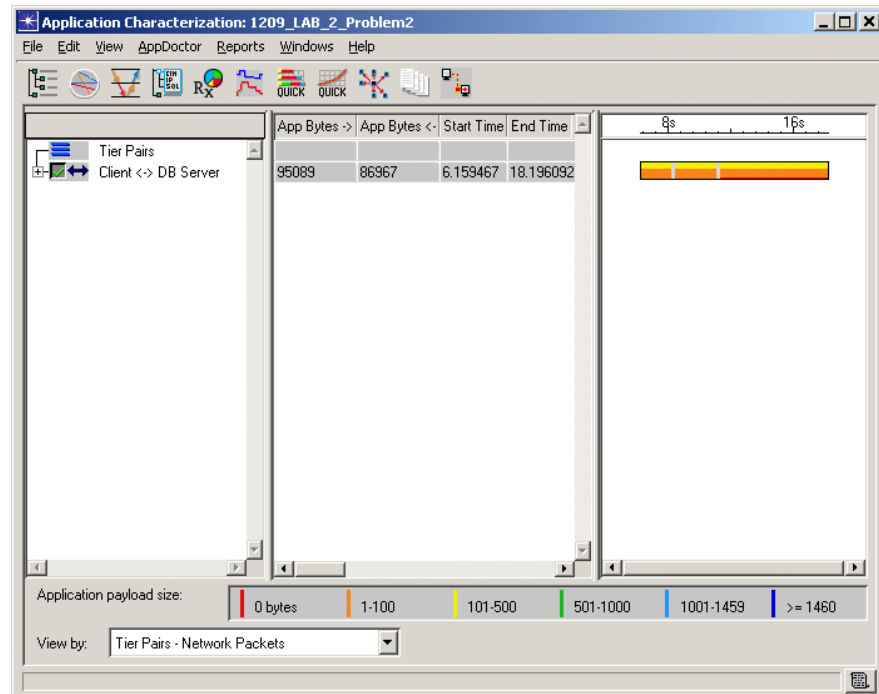 Application Characterization: 1209_LAB_2_Problem2
File Edit View AppDoctor Reports Windows Help
QUICK QUICK
App Bytes -> App Bytes <- Start Time End Time 8s 16s
Tier Pairs
Client <-> DB Server 95089 86967 6.159467 18.196092
Application payload size: 0 bytes 1-100 101-500 501-1000 1001-1459 >= 1460
View by: Tier Pairs - Network Packets